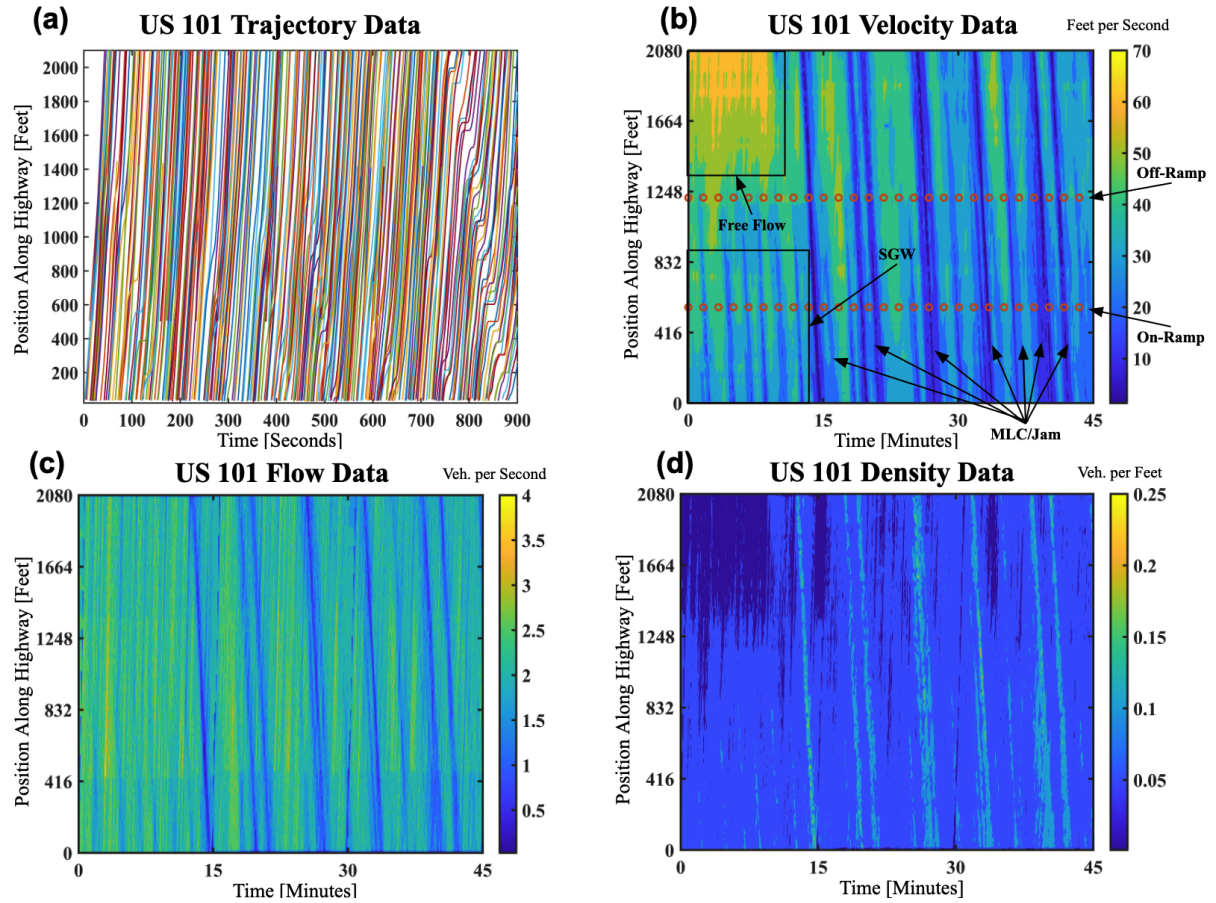 (a)
US 101 Trajectory Data
Position Along Highway [Feet]
2000
1800
1600
1400
1200
1000
800
600
400
200
0 100 200 300 400 500 600 700 800 900
Time [Seconds]
(b)
US 101 Velocity Data
Feet per Second
Position Along Highway [Feet]
2080
1664
1248
832
416
0
0 15 30 45
Time [Minutes]
Free Flow
SGW
MLC/Jam
70
60
50
40
30
20
10
Off-Ramp
On-Ramp
(c)
US 101 Flow Data
Veh. per Second
Position Along Highway [Feet]
2080
1664
1248
832
416
0
0 15 30 45
Time [Minutes]
4
3.5
3
2.5
2
1.5
1
0.5
(d)
US 101 Density Data
Veh. per Feet
Position Along Highway [Feet]
2080
1664
1248
832
416
0
0 15 30 45
Time [Minutes]
0.25
0.20
0.15
0.10
0.05